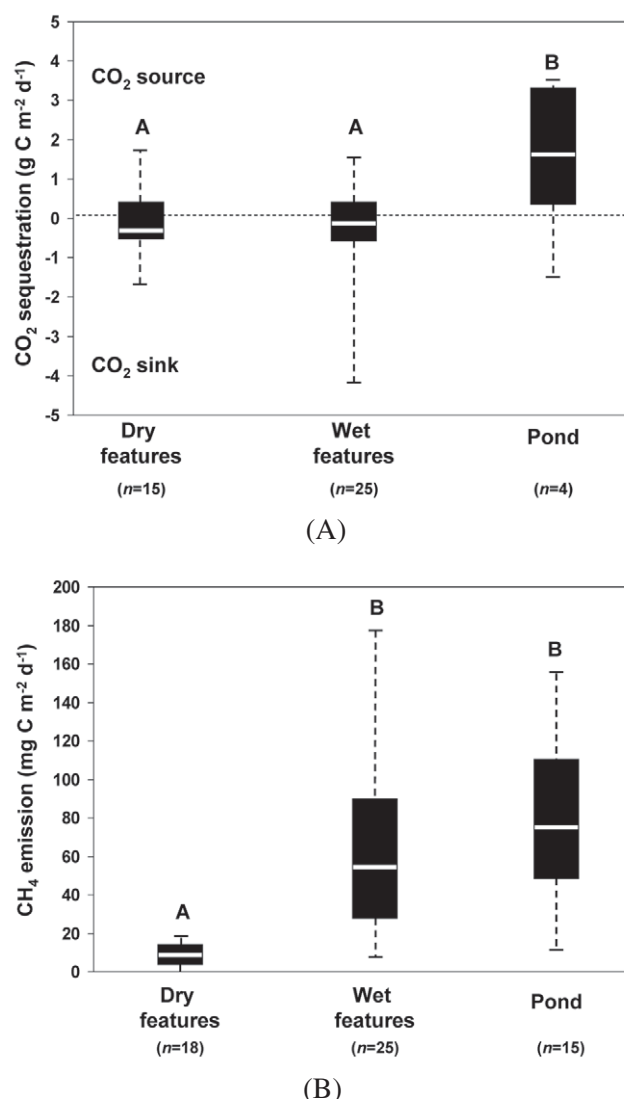 5
4
3
2
1
0
-1
-2
-3
-4
-5
CO₂ sequestration (g C m⁻² d⁻¹)
CO₂ source
CO₂ sink
A
A
B
Dry features
Wet features
Pond
(n=15)
(n=25)
(n=4)
(A)
200
180
160
140
120
100
80
60
40
20
0
CH₄ emission (mg C m⁻² d⁻¹)
A
B
B
Dry features
Wet features
Pond
(n=18)
(n=25)
(n=15)
(B)